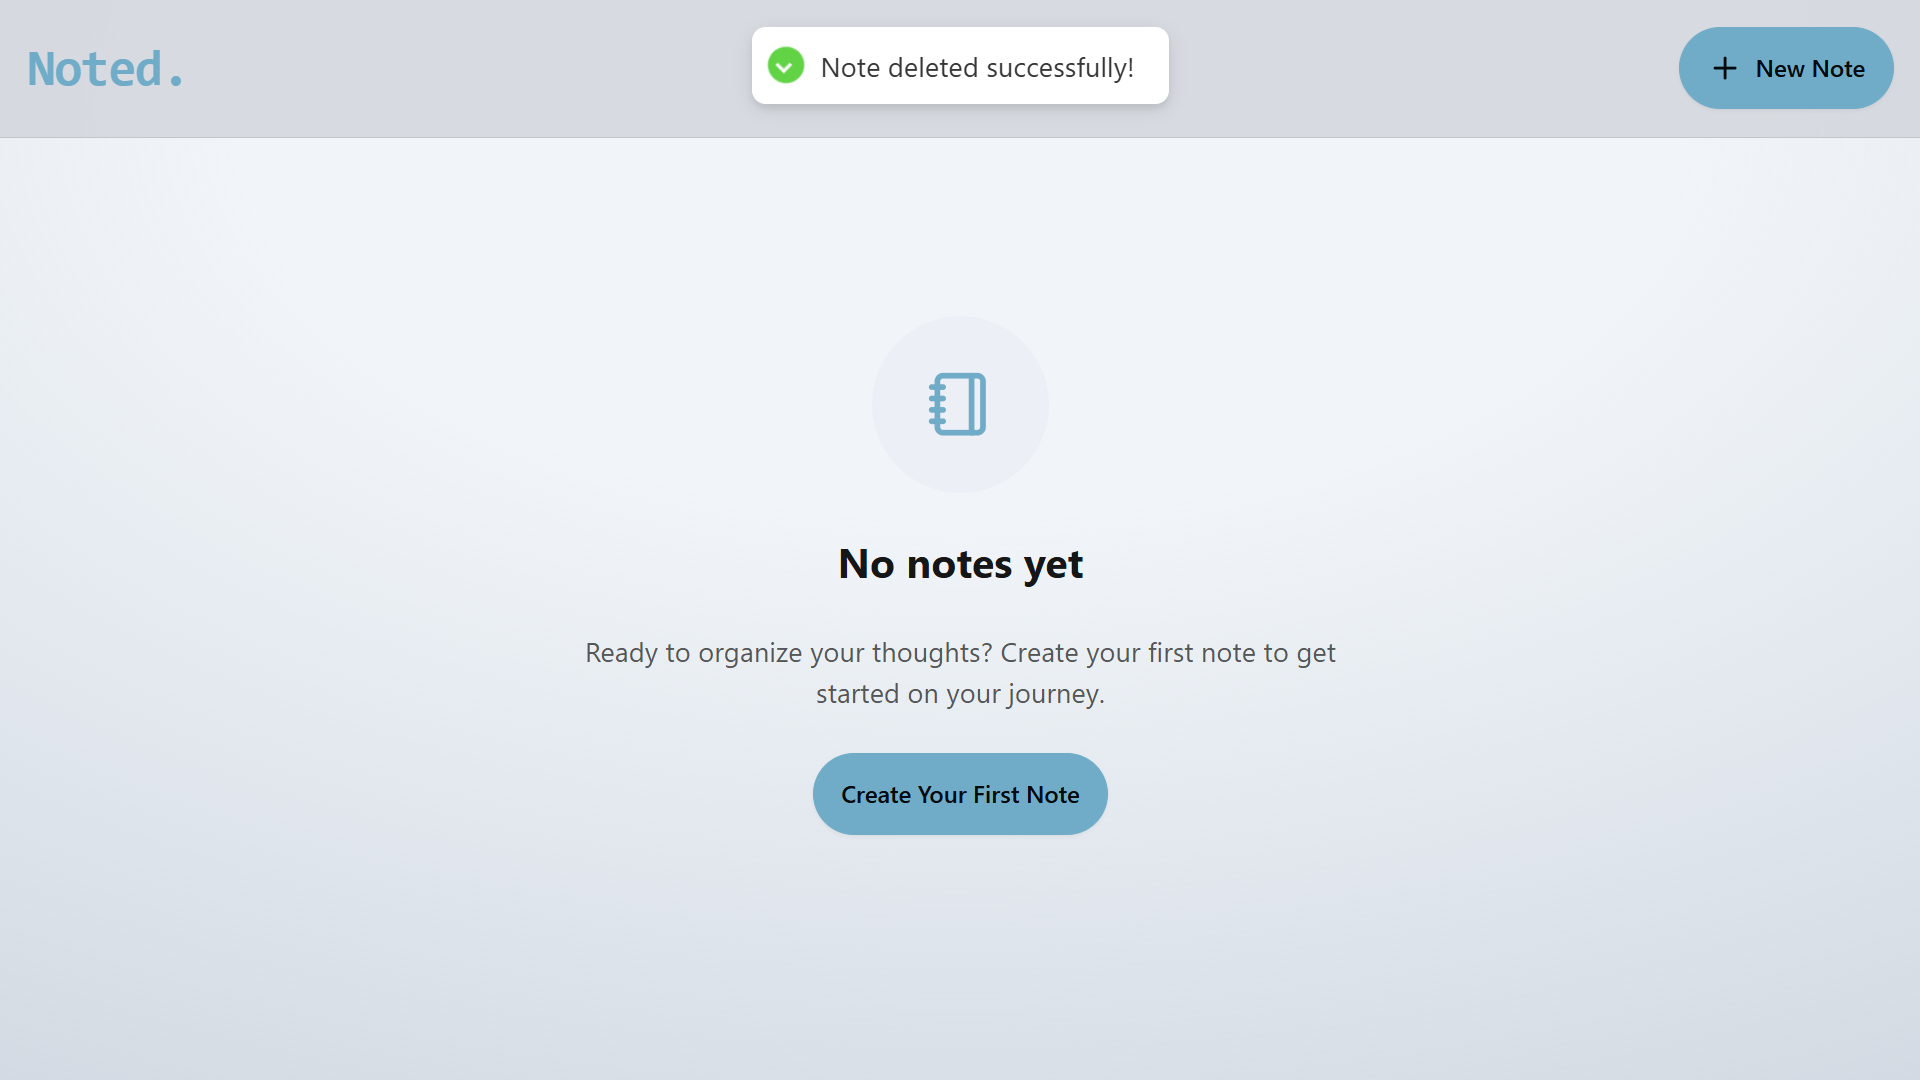 Noted.
Note deleted successfully!
New Note
No notes yet
Ready to organize your thoughts? Create your first note to get
started on your journey.
Create Your First Note